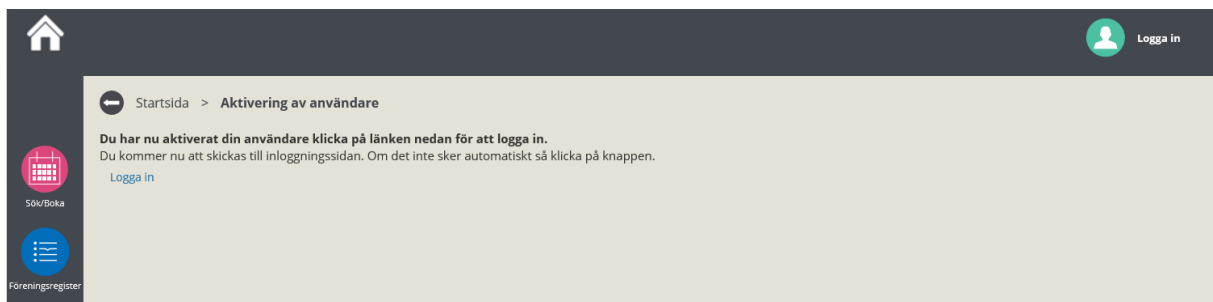 Logga in
Startsida > Aktivering av användare
Du har nu aktiverat din användare klicka på länken nedan för att logga in.
Du kommer nu att skickas till inloggningssidan. Om det inte sker automatiskt så klicka på knappen.
Logga in
Sök/Boka
Föreningsregister